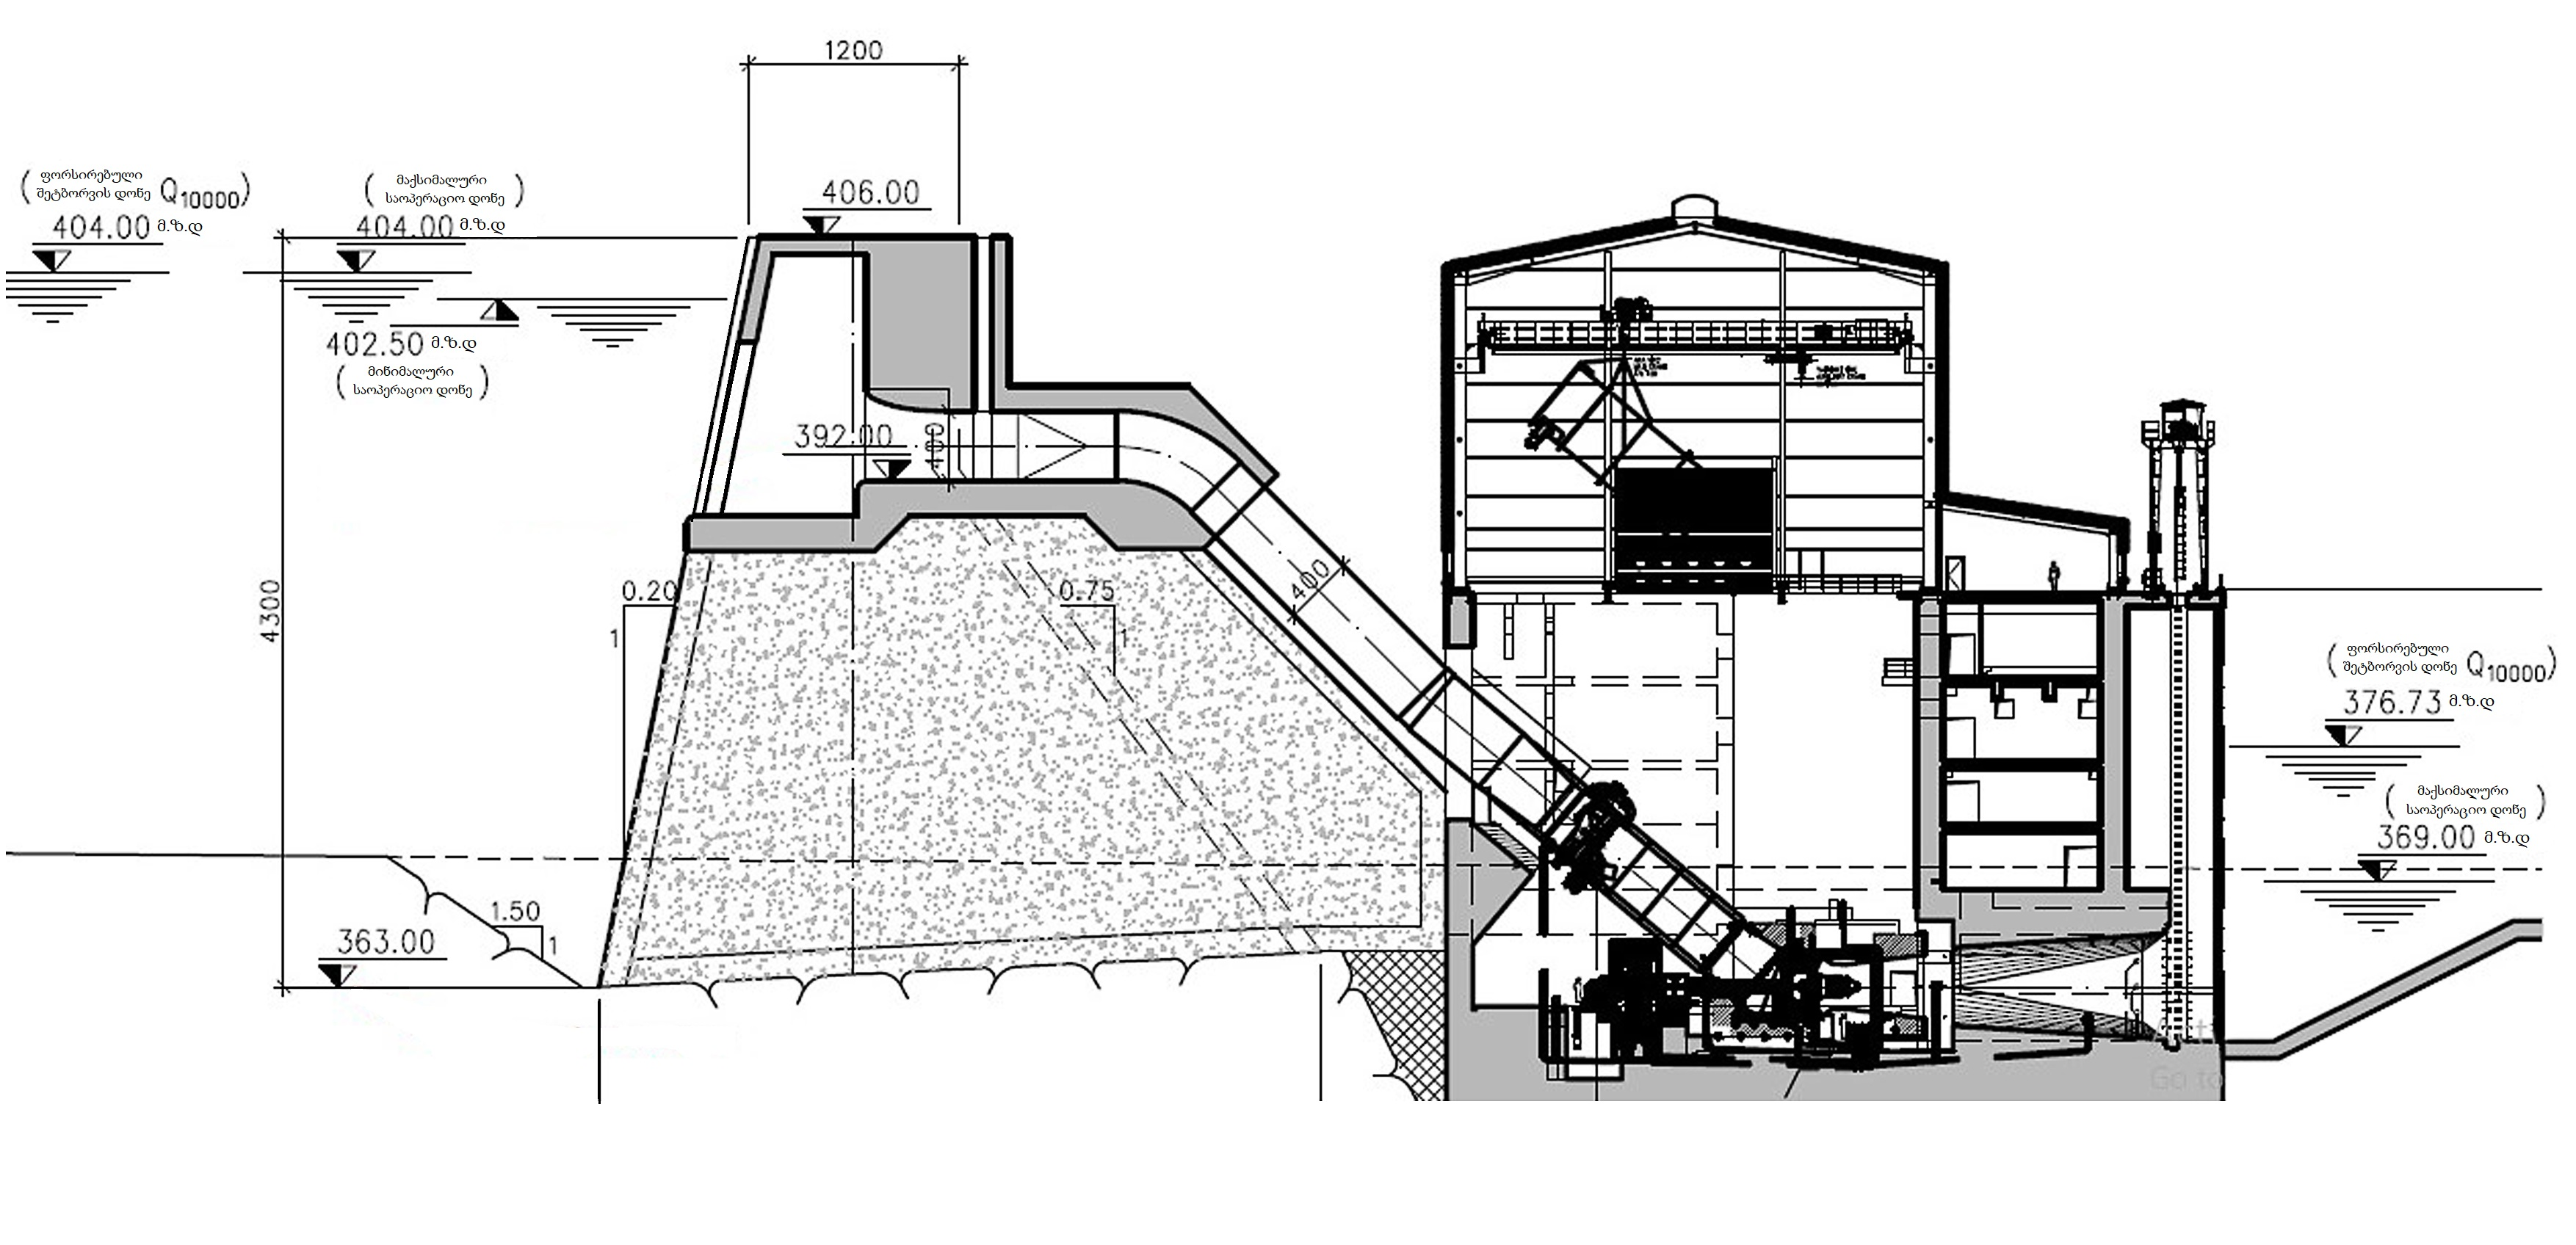 1200
( ფორსირებული
შეტბორვის დონე Q10000)
404.00 მ.ზ.დ
( მაქსიმალური
საოპერაციო დონე )
404.00 მ.ზ.დ
406.00
402.50 მ.ზ.დ
( მინიმალური
საოპერაციო დონე )
392.00
400
400
4300
0.20
1
0.75
1
1.50
1
363.00
( ფორსირებული
შეტბორვის დონე Q10000)
376.73 მ.ზ.დ
( მაქსიმალური
საოპერაციო დონე )
369.00 მ.ზ.დ
Go to